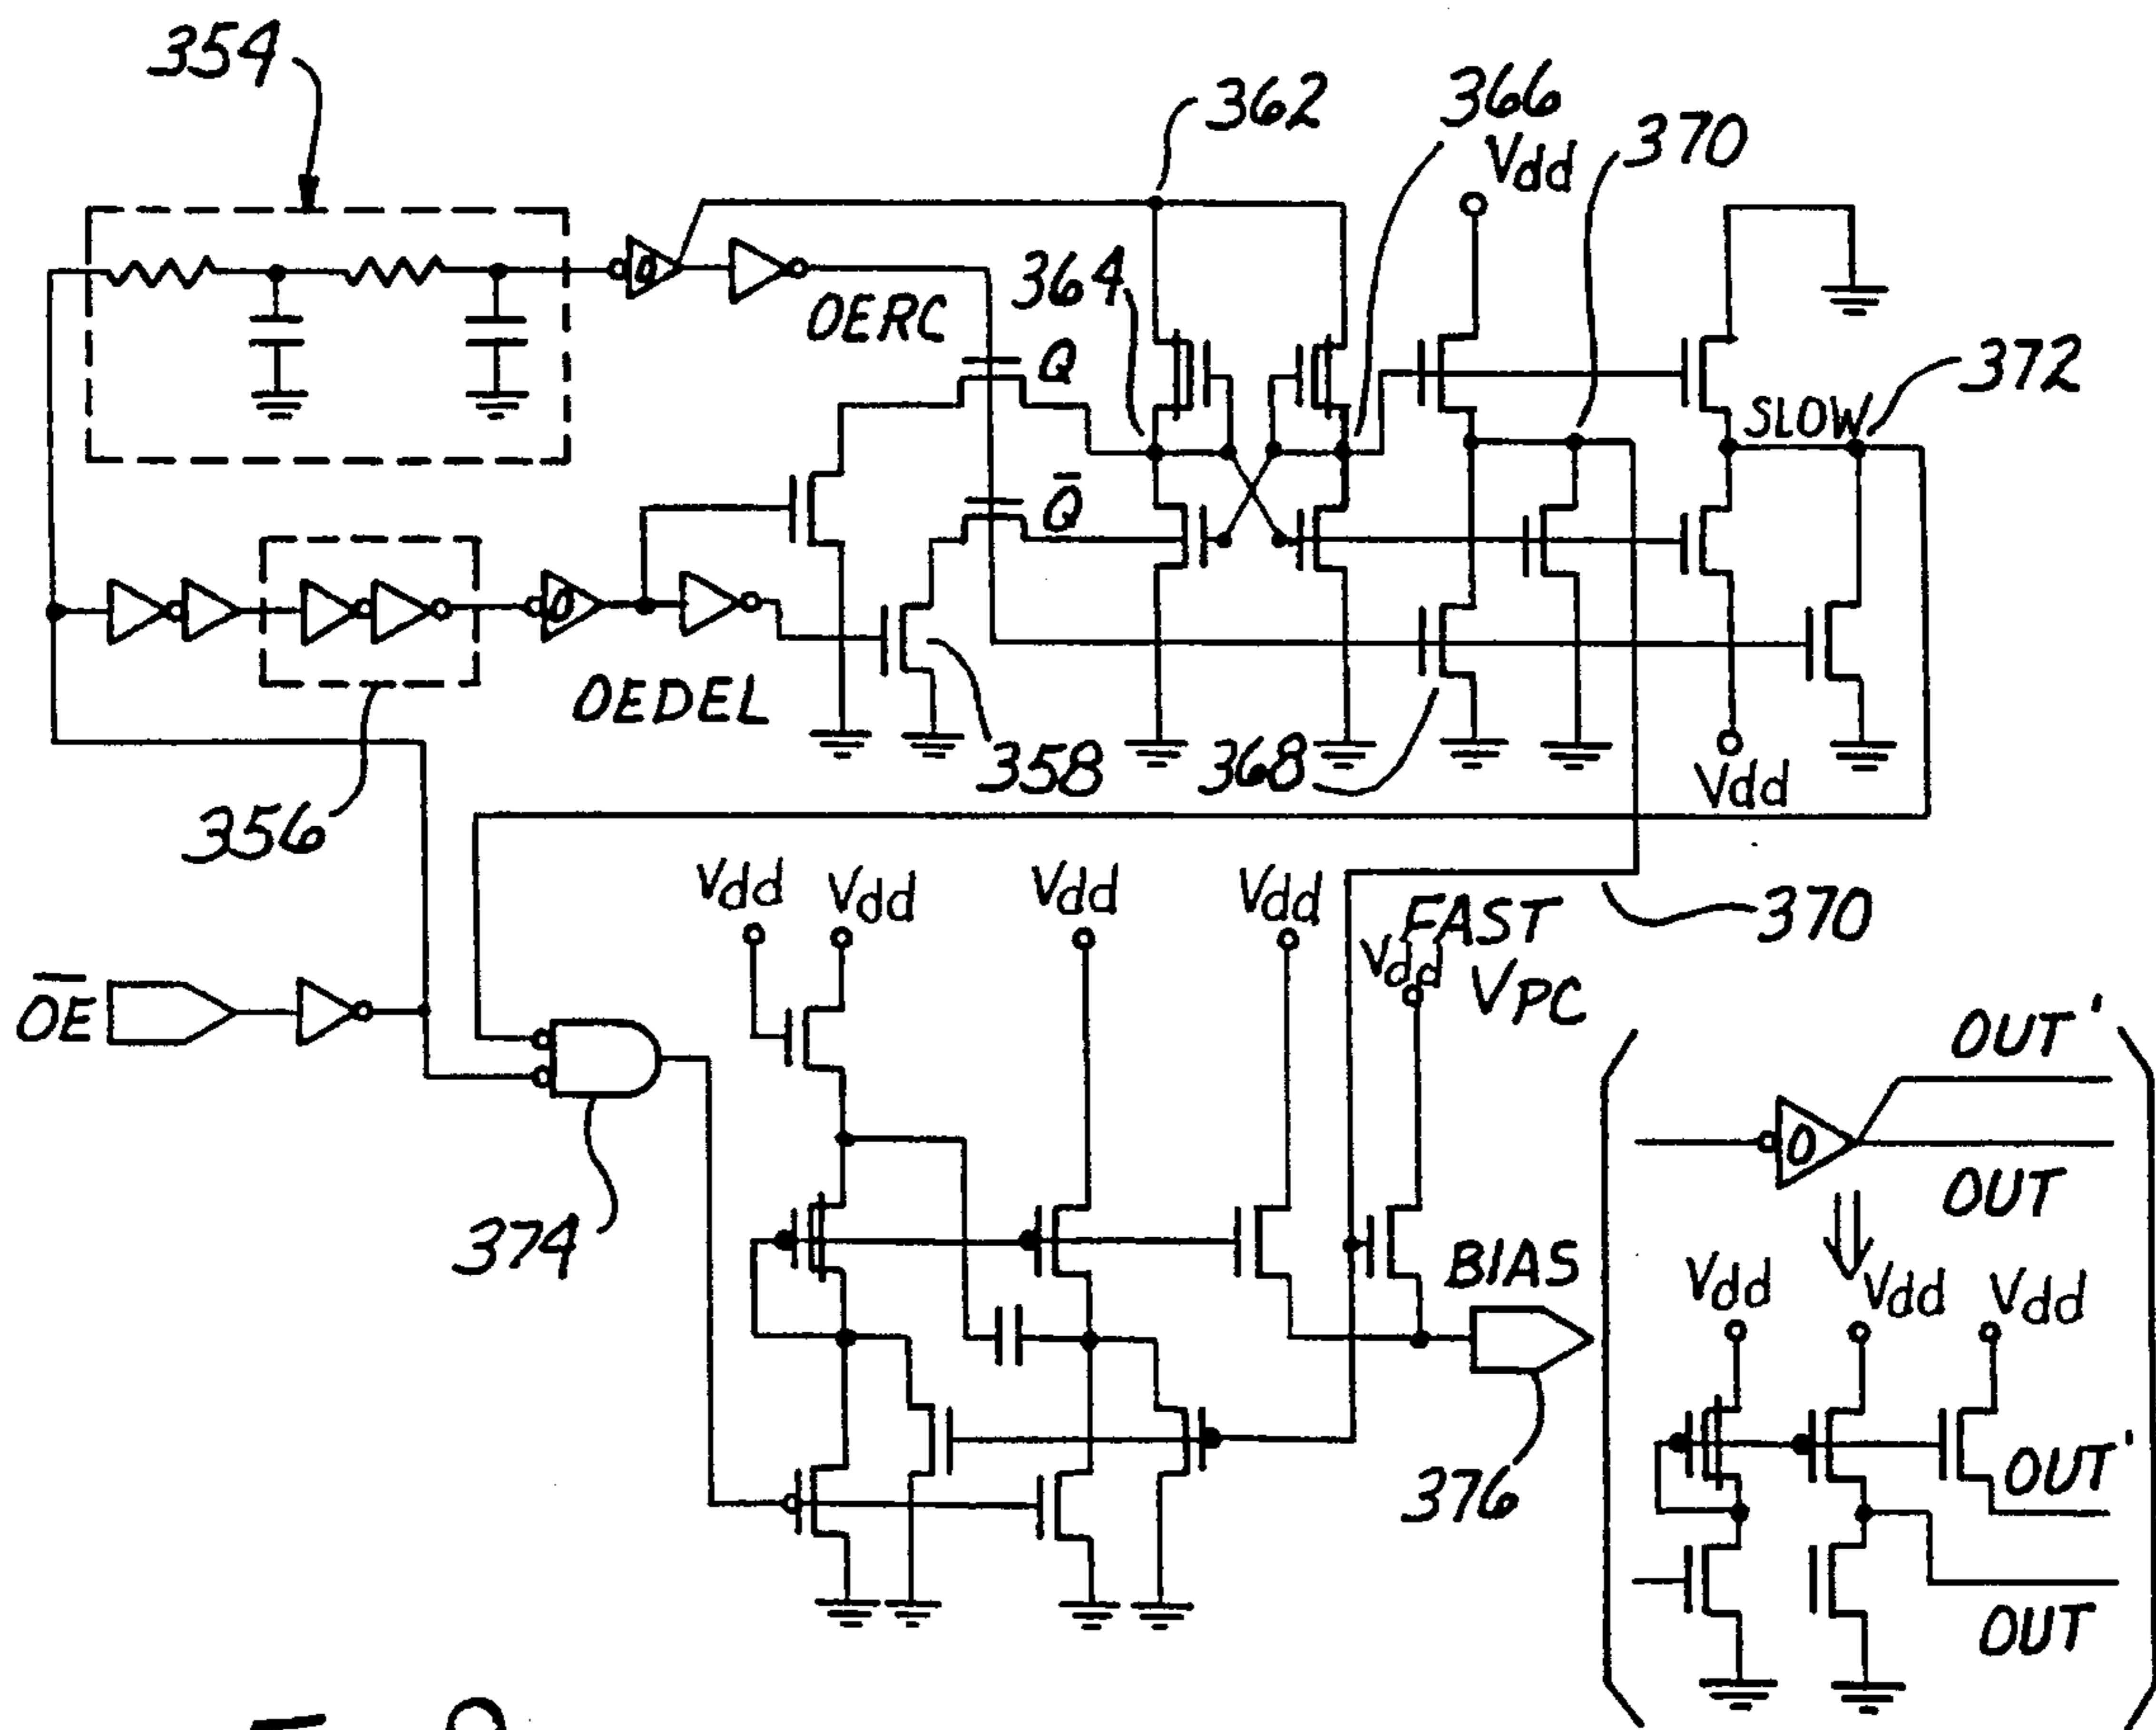 354
362
366
Vdd
370
364
OERC
Q
372
SLOW
Q̅
OEDEL
358
368
Vdd
356
Vdd
Vdd
Vdd
Vdd
FAST
370
Vdd
VPC
O̅E̅
OUT'
OUT
374
BIAS
Vdd
Vdd
Vdd
376
OUT'
OUT